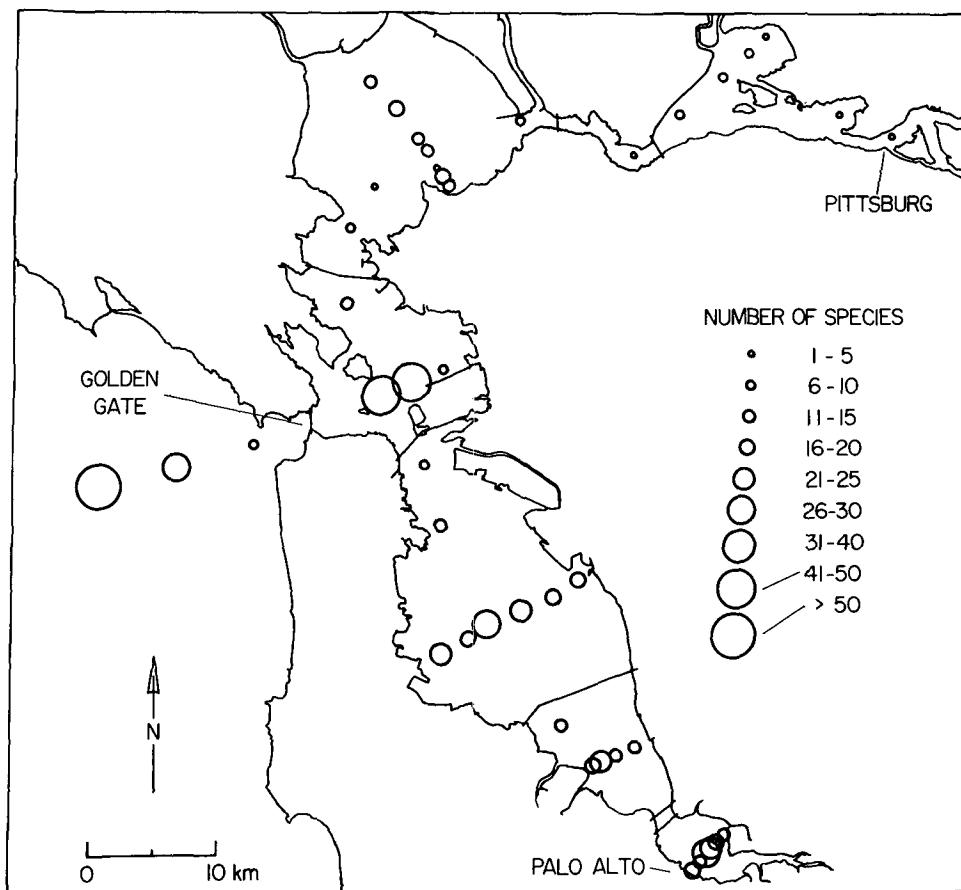 PITTSBURG
NUMBER OF SPECIES
1 - 5
6 - 10
11 - 15
16 - 20
21 - 25
26 - 30
31 - 40
41 - 50
> 50
GOLDEN
GATE
N
0 10 km
PALO ALTO